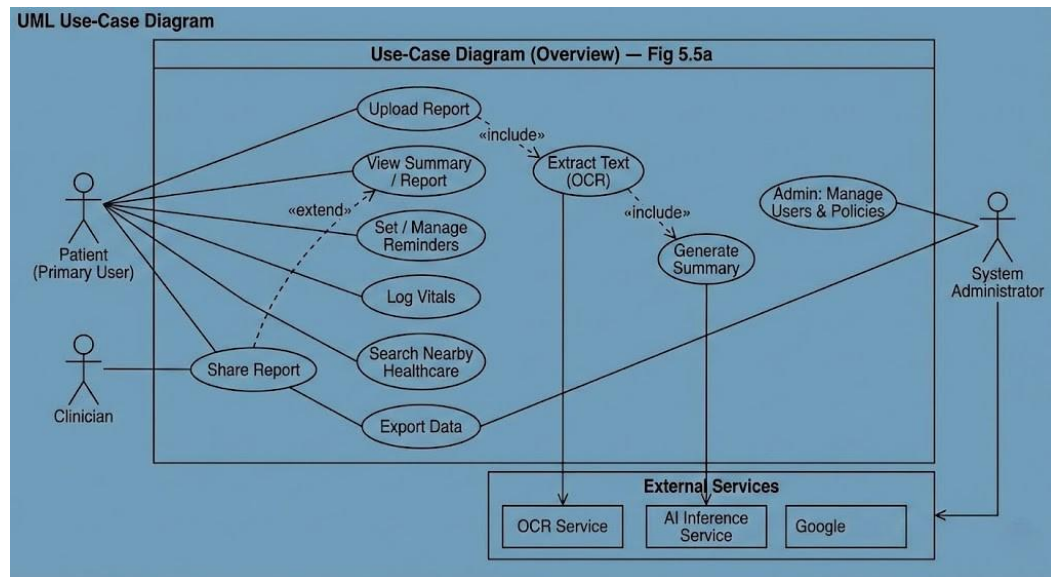 UML Use-Case Diagram
Use-Case Diagram (Overview) — Fig 5.5a
Upload Report
«include»
View Summary
/ Report
Extract Text
(OCR)
«extend»
«include»
Admin: Manage
Users & Policies
Set / Manage
Reminders
Patient
(Primary User)
Generate
Summary
System
Administrator
Log Vitals
Search Nearby
Healthcare
Share Report
Clinician
Export Data
External Services
OCR Service
AI Inference
Service
Google